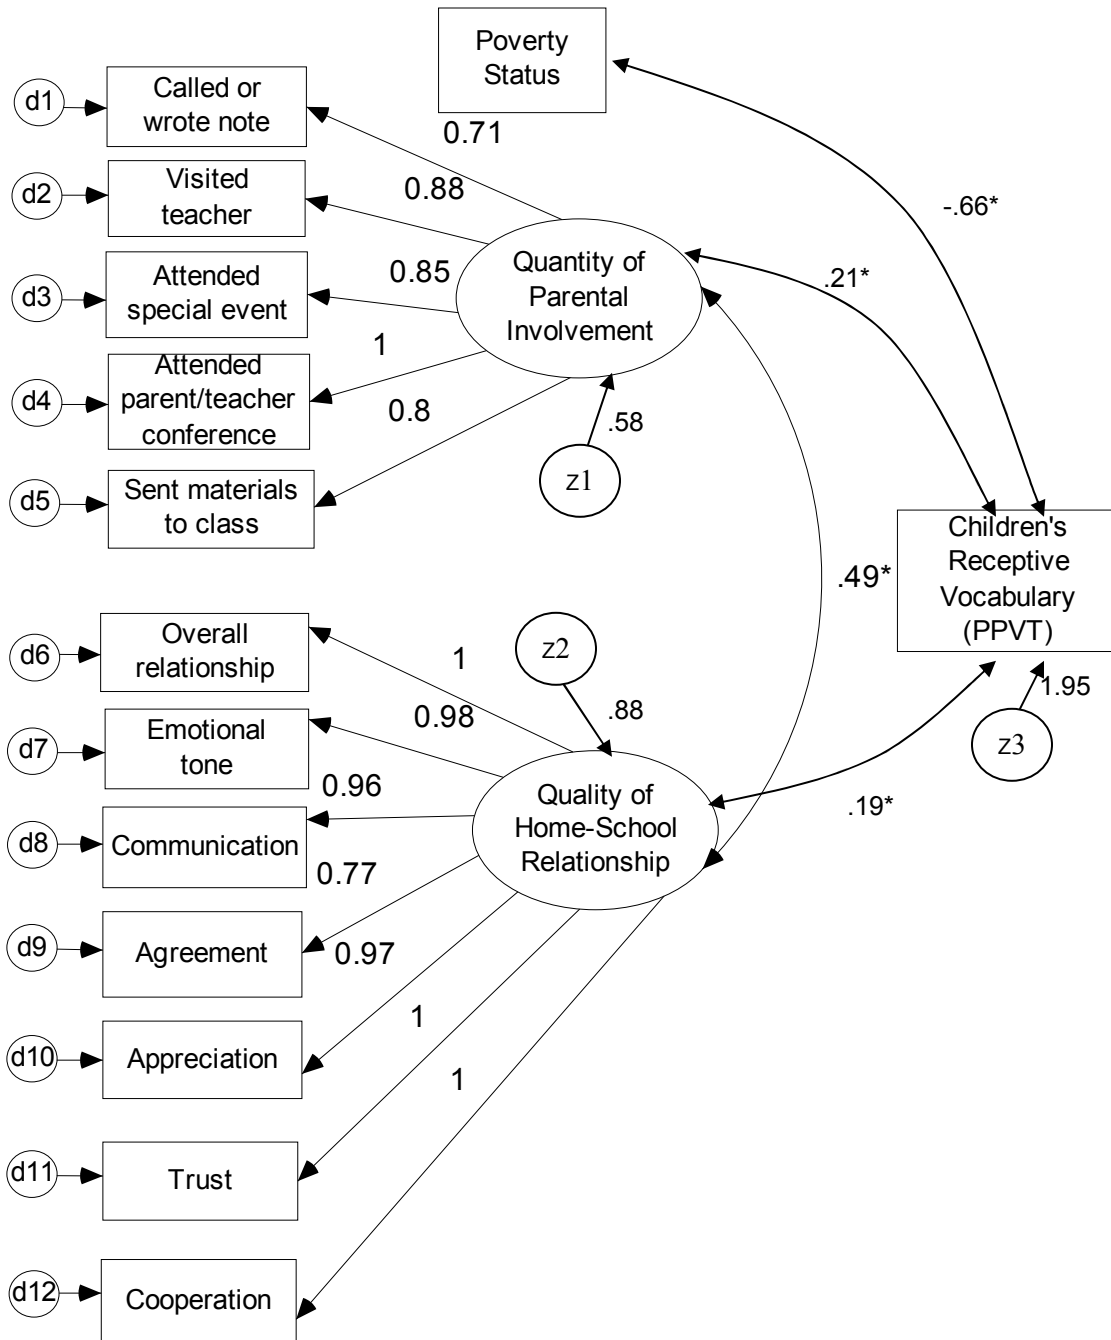 Poverty
Status
d1
Called or
wrote note
0.71
d2
Visited
teacher
0.88
-.66*
d3
Attended
special event
0.85
Quantity of
Parental
Involvement
.21*
d4
Attended
parent/teacher
conference
1
0.8
.58
z1
d5
Sent materials
to class
Children's
Receptive
Vocabulary
(PPVT)
.49*
d6
Overall
relationship
1
z2
1.95
z3
d7
Emotional
tone
0.98
.88
0.96
Quality of
Home-School
Relationship
.19*
d8
Communication
0.77
d9
Agreement
0.97
d10
Appreciation
1
1
d11
Trust
d12
Cooperation